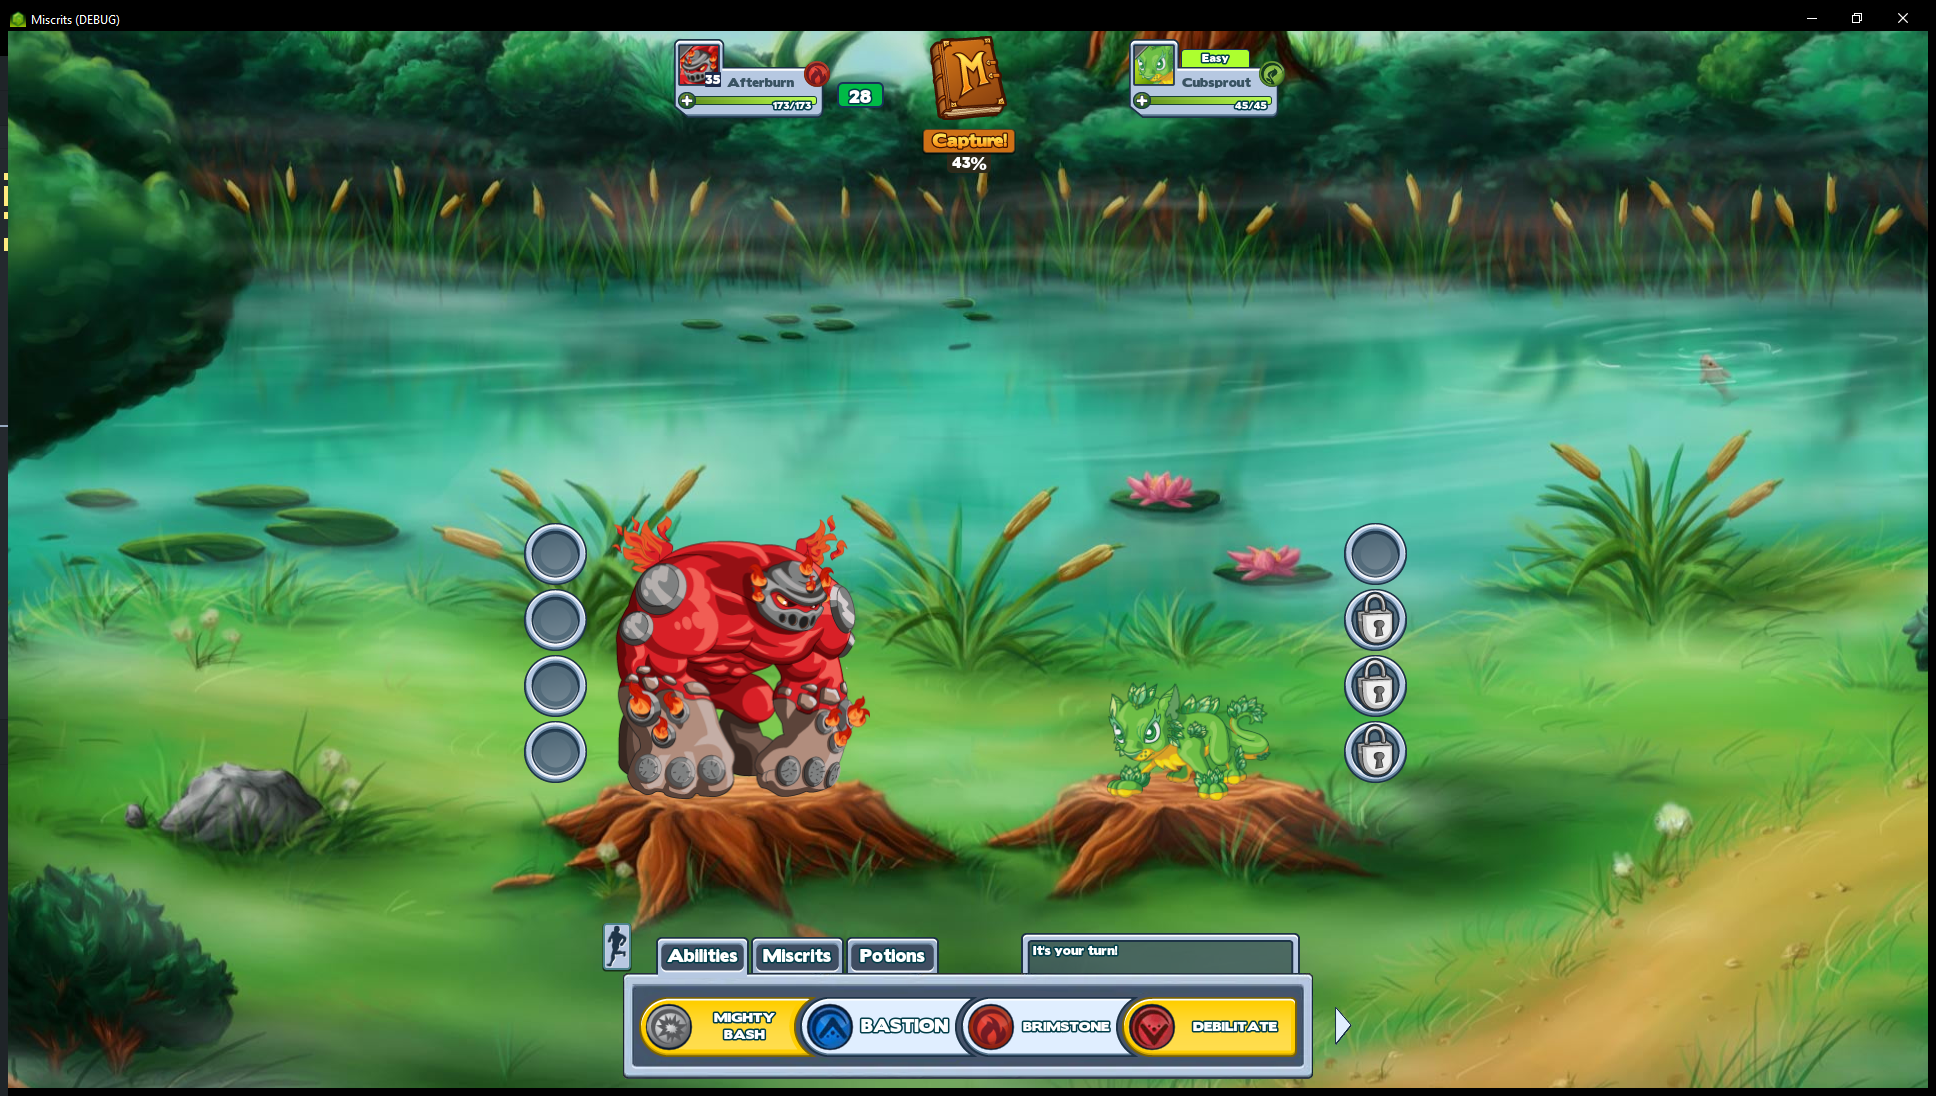 Miscrits (DEBUG)
35
Afterburn
173/173
28
M
Capture!
43%
Easy
Cubsprout
45/45
Abilities
Miscrits
Potions
It's your turn!
MIGHTY
BASH
BASTION
BRIMSTONE
DEBILITATE